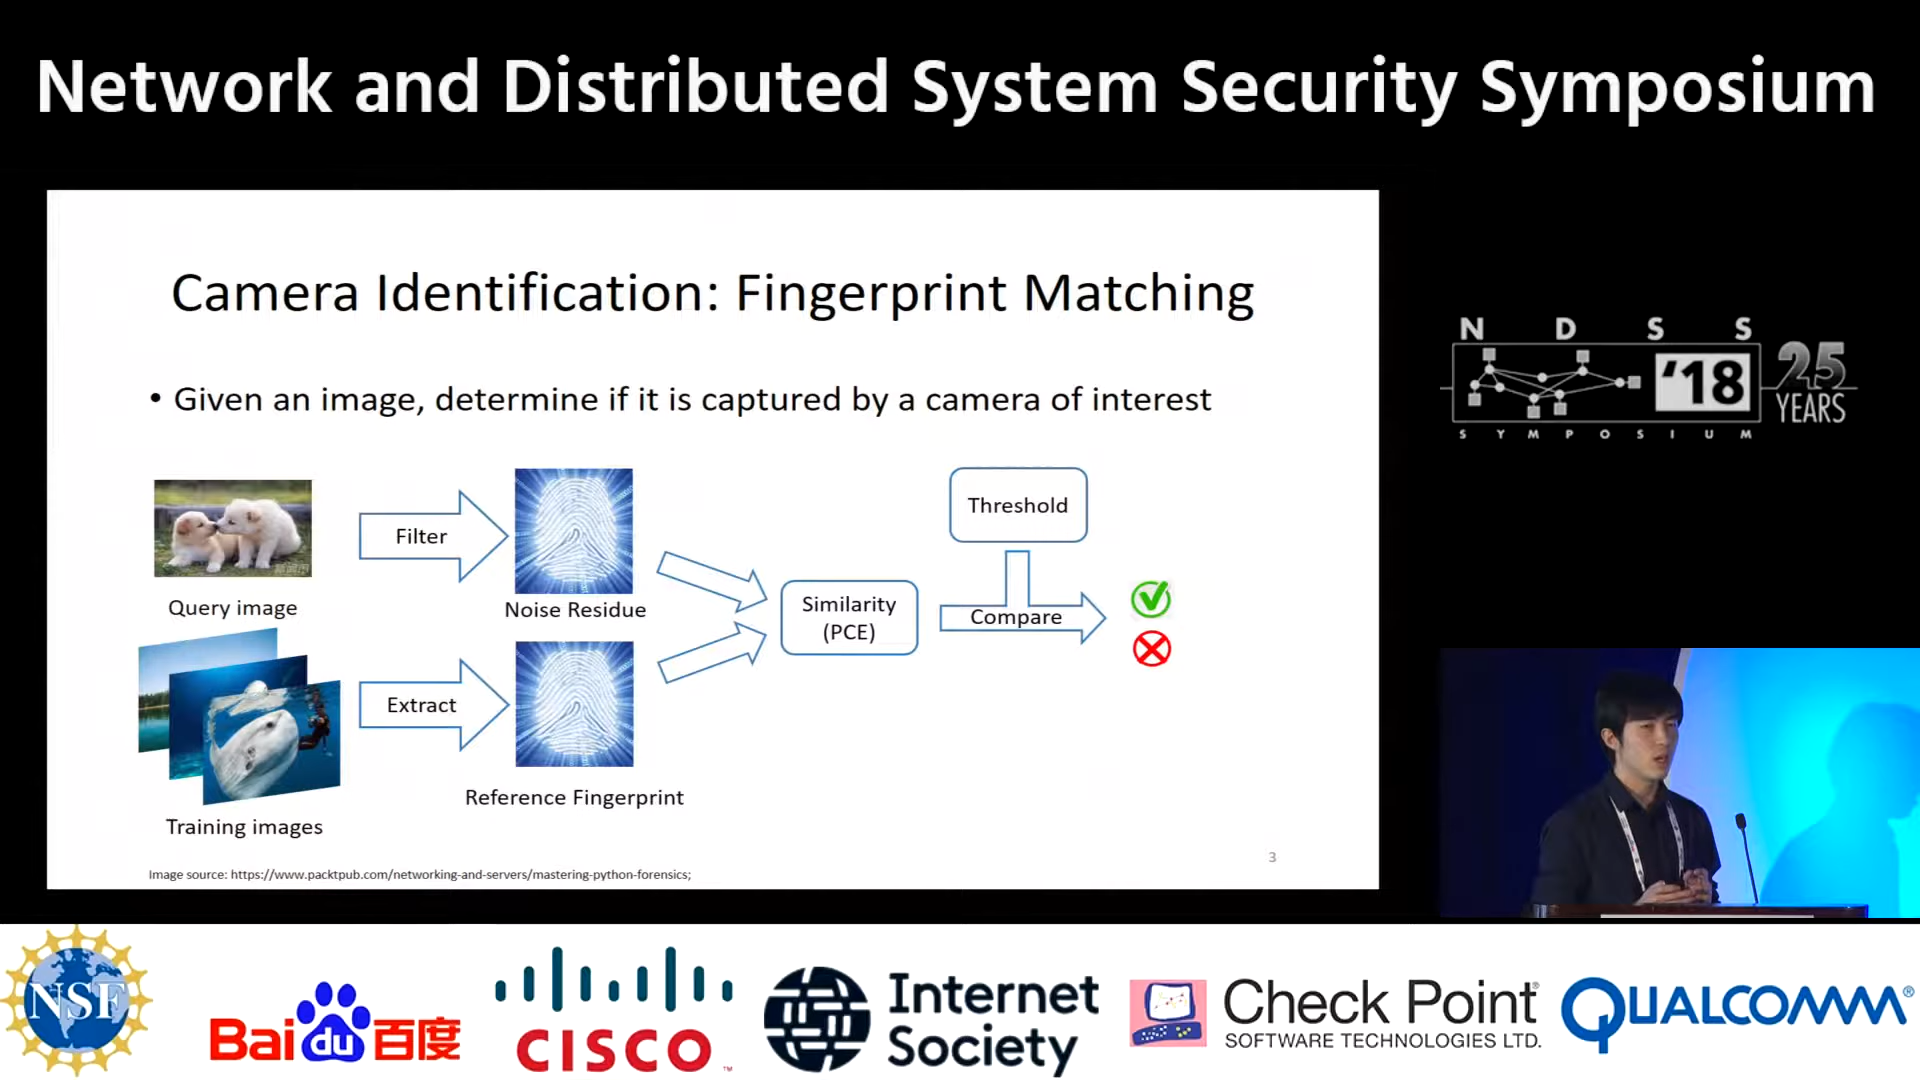 Network and Distributed System Security Symposium
Camera Identification: Fingerprint Matching
• Given an image, determine if it is captured by a camera of interest
Filter
Query image
Noise Residue
Threshold
Similarity
(PCE)
Compare
Extract
Reference Fingerprint
Training images
3
Image source: https://www.packtpub.com/networking-and-servers/mastering-python-forensics;
N D S S
'18
25
YEARS
S Y M P O S I U M
NSF
Bai du 百度
CISCO ™
Internet
Society
Check Point®
SOFTWARE TECHNOLOGIES LTD.
QUALCOMM®